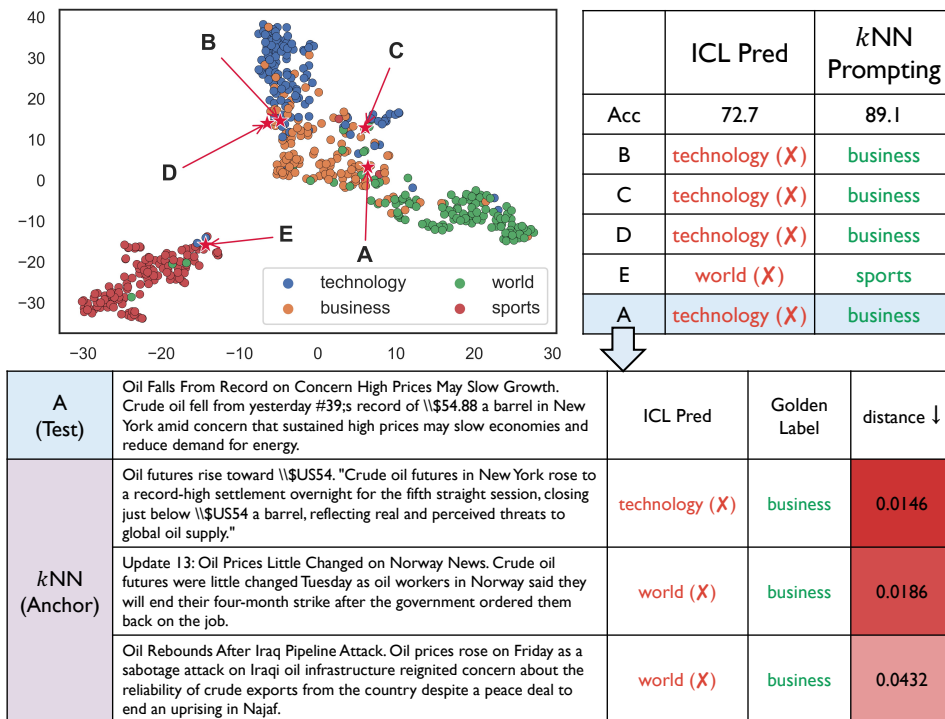 40
30
20
10
0
−10
−20
−30
−30
−20
−10
0
10
20
30
B
C
D
E
A
technology
world
business
sports
ICL Pred
kNN
Prompting
Acc
72.7
89.1
B
technology (✗)
business
C
technology (✗)
business
D
technology (✗)
business
E
world (✗)
sports
A
technology (✗)
business
A
(Test)
Oil Falls From Record on Concern High Prices May Slow Growth.
Crude oil fell from yesterday #39;s record of \\$54.88 a barrel in New
York amid concern that sustained high prices may slow economies and
reduce demand for energy.
ICL Pred
Golden
Label
distance ↓
kNN
(Anchor)
Oil futures rise toward \\$US54. "Crude oil futures in New York rose to
a record-high settlement overnight for the fifth straight session, closing
just below \\$US54 a barrel, reflecting real and perceived threats to
global oil supply."
technology (✗)
business
0.0146
Update 13: Oil Prices Little Changed on Norway News. Crude oil
futures were little changed Tuesday as oil workers in Norway said they
will end their four-month strike after the government ordered them
back on the job.
world (✗)
business
0.0186
Oil Rebounds After Iraq Pipeline Attack. Oil prices rose on Friday as a
sabotage attack on Iraqi oil infrastructure reignited concern about the
reliability of crude exports from the country despite a peace deal to
end an uprising in Najaf.
world (✗)
business
0.0432